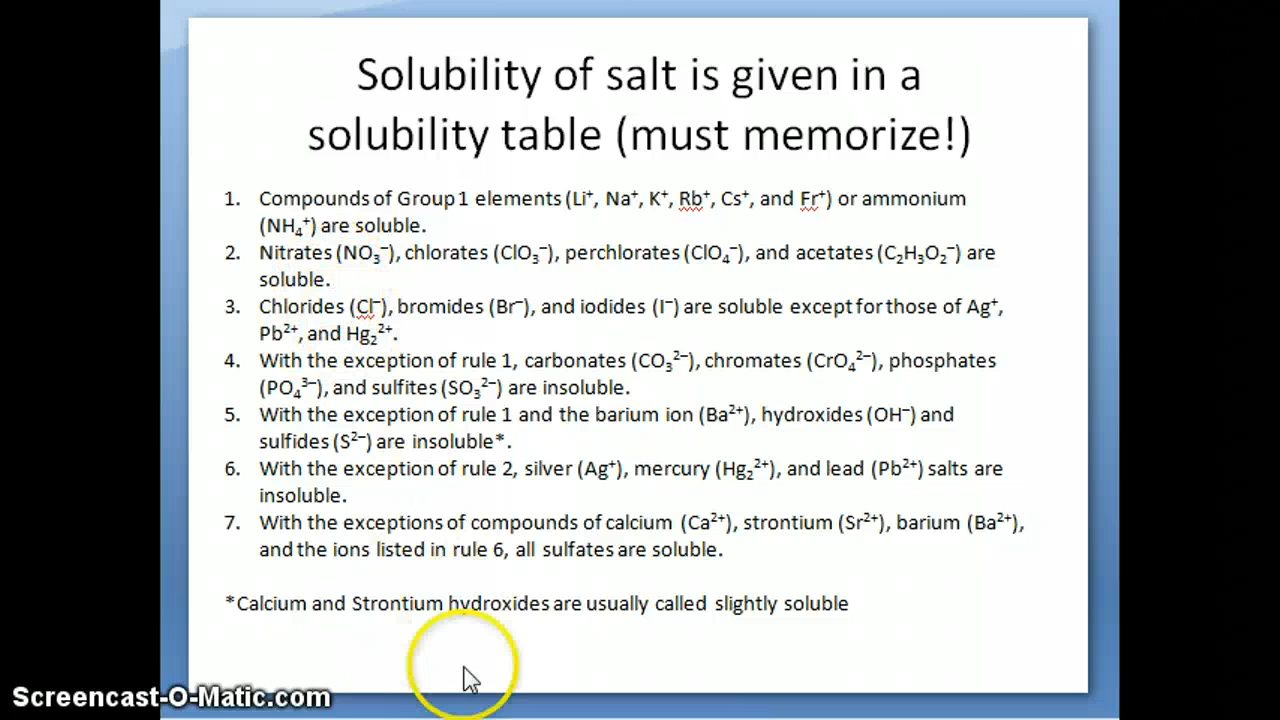 Solubility of salt is given in a
solubility table (must memorize!)
1. Compounds of Group 1 elements (Li⁺, Na⁺, K⁺, Rb⁺, Cs⁺, and Fr⁺) or ammonium
(NH₄⁺) are soluble.
2. Nitrates (NO₃⁻), chlorates (ClO₃⁻), perchlorates (ClO₄⁻), and acetates (C₂H₃O₂⁻) are
soluble.
3. Chlorides (Cl⁻), bromides (Br⁻), and iodides (I⁻) are soluble except for those of Ag⁺,
Pb²⁺, and Hg₂²⁺.
4. With the exception of rule 1, carbonates (CO₃²⁻), chromates (CrO₄²⁻), phosphates
(PO₄³⁻), and sulfites (SO₃²⁻) are insoluble.
5. With the exception of rule 1 and the barium ion (Ba²⁺), hydroxides (OH⁻) and
sulfides (S²⁻) are insoluble*.
6. With the exception of rule 2, silver (Ag⁺), mercury (Hg₂²⁺), and lead (Pb²⁺) salts are
insoluble.
7. With the exceptions of compounds of calcium (Ca²⁺), strontium (Sr²⁺), barium (Ba²⁺),
and the ions listed in rule 6, all sulfates are soluble.
*Calcium and Strontium hydroxides are usually called slightly soluble
Screencast-O-Matic.com